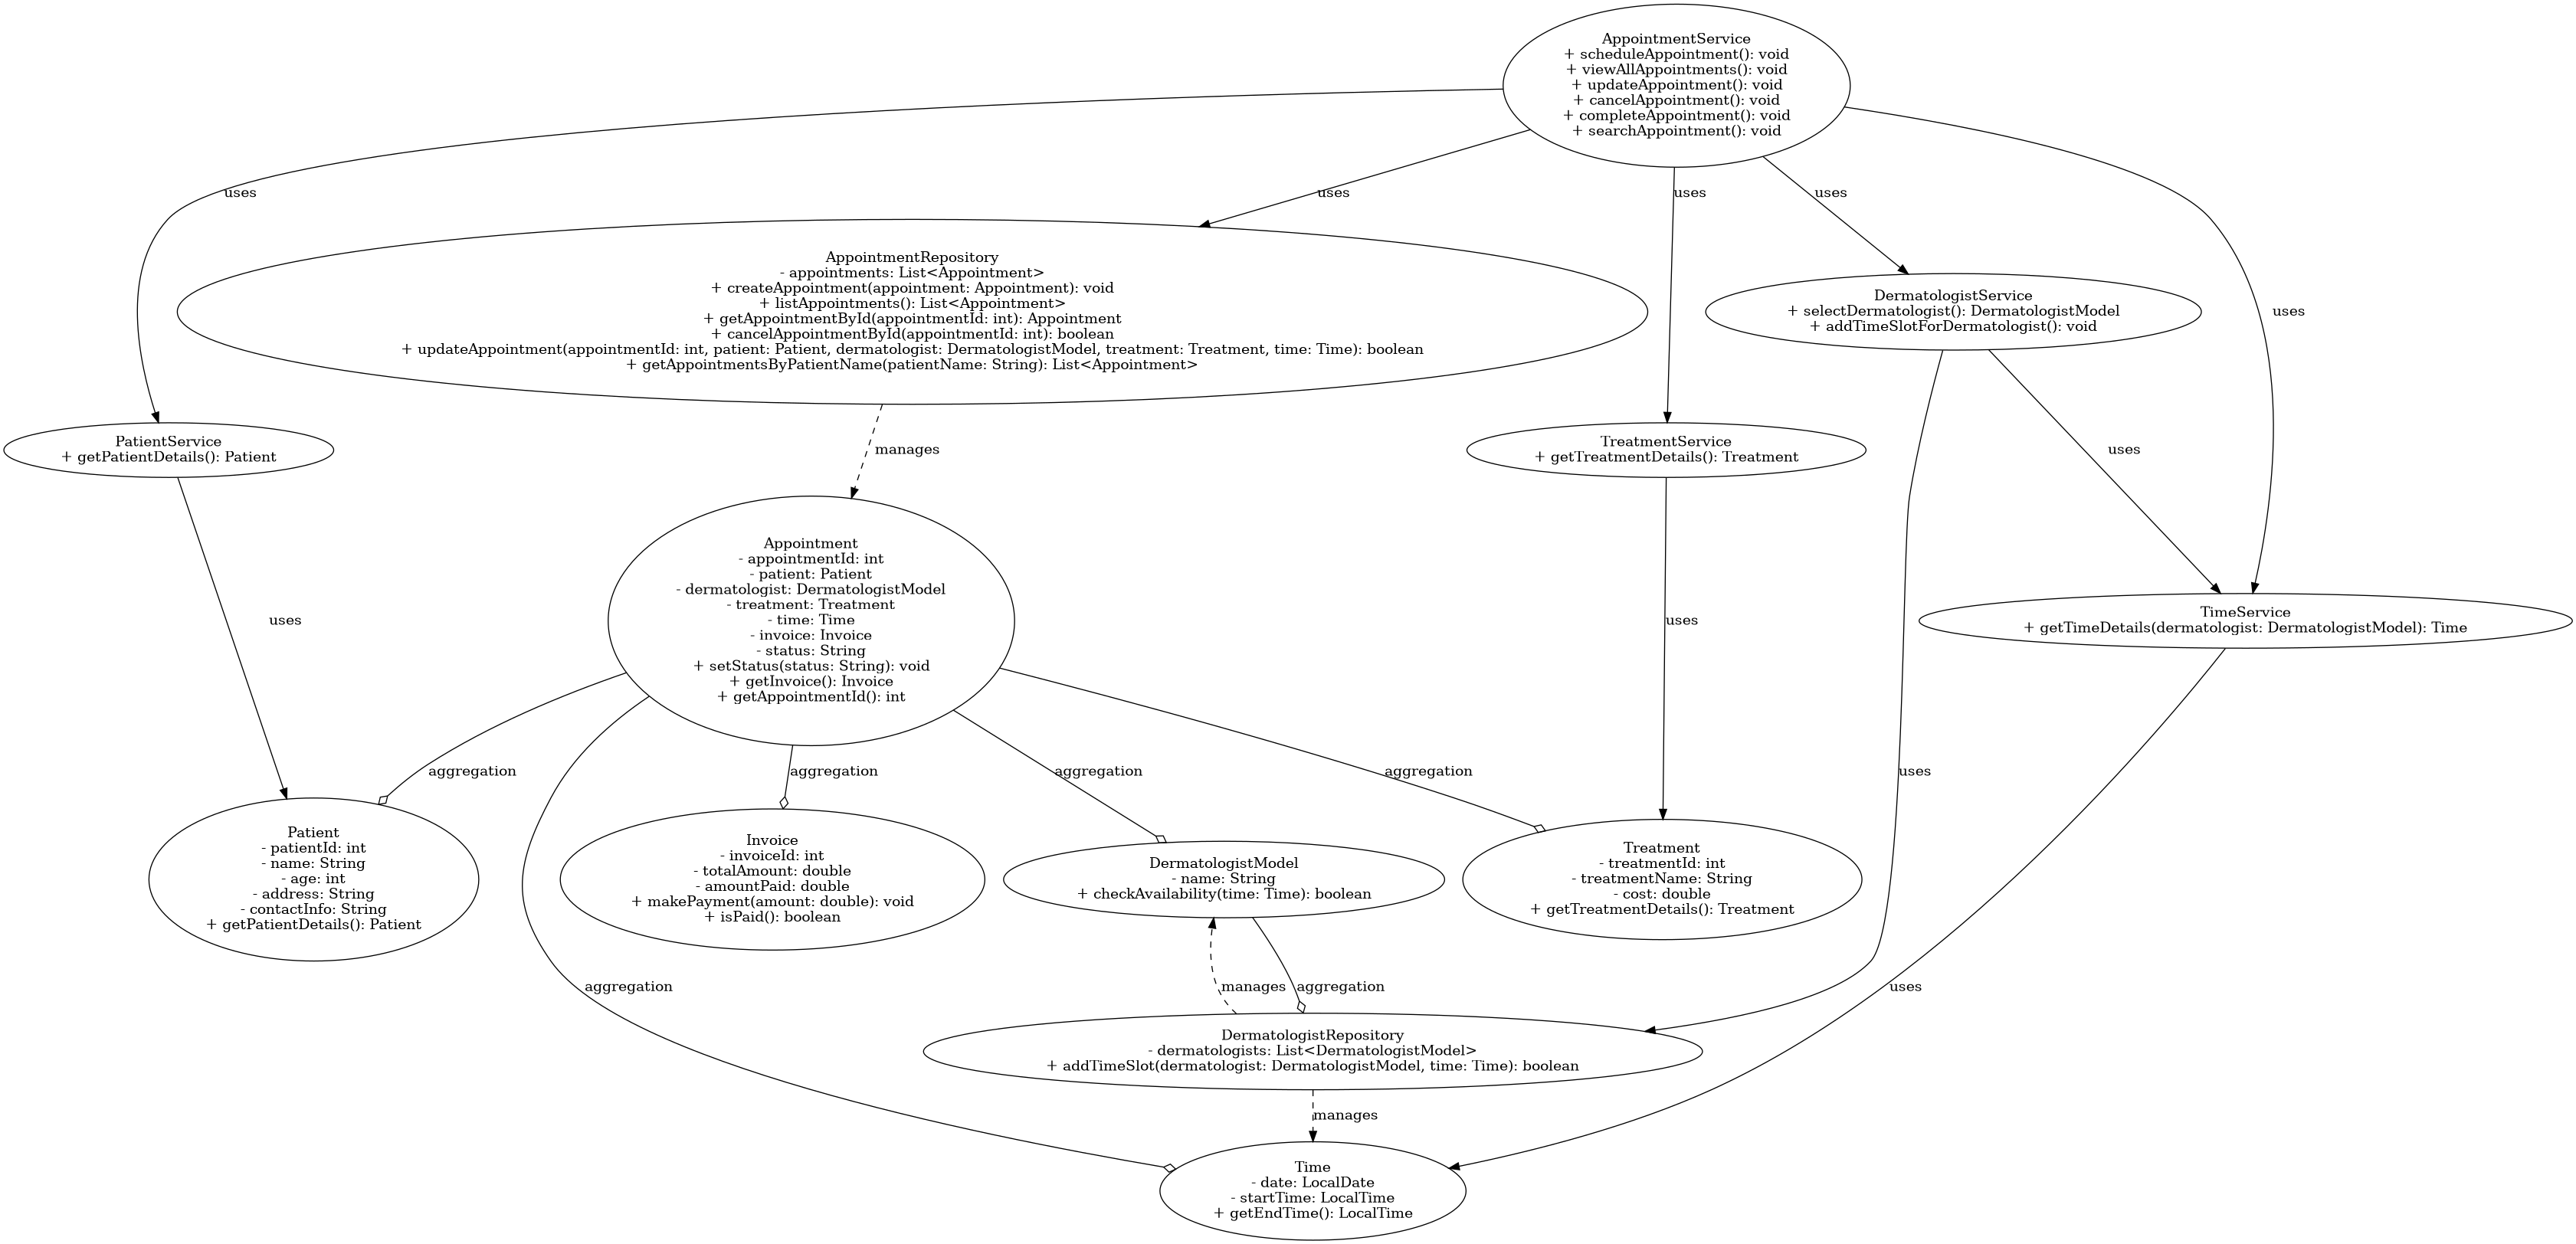 AppointmentService
+ scheduleAppointment(): void
+ viewAllAppointments(): void
+ updateAppointment(): void
+ cancelAppointment(): void
+ completeAppointment(): void
+ searchAppointment(): void
uses
uses
uses
uses
AppointmentRepository
- appointments: List<Appointment>
+ createAppointment(appointment: Appointment): void
+ listAppointments(): List<Appointment>
+ getAppointmentById(appointmentId: int): Appointment
+ cancelAppointmentById(appointmentId: int): boolean
+ updateAppointment(appointmentId: int, patient: Patient, dermatologist: DermatologistModel, treatment: Treatment, time: Time): boolean
+ getAppointmentsByPatientName(patientName: String): List<Appointment>
DermatologistService
+ selectDermatologist(): DermatologistModel
+ addTimeSlotForDermatologist(): void
uses
PatientService
+ getPatientDetails(): Patient
manages
TreatmentService
+ getTreatmentDetails(): Treatment
uses
Appointment
- appointmentId: int
- patient: Patient
- dermatologist: DermatologistModel
- treatment: Treatment
- time: Time
- invoice: Invoice
- status: String
+ setStatus(status: String): void
+ getInvoice(): Invoice
+ getAppointmentId(): int
uses
uses
TimeService
+ getTimeDetails(dermatologist: DermatologistModel): Time
aggregation
aggregation
aggregation
aggregation
uses
Patient
- patientId: int
- name: String
- age: int
- address: String
- contactInfo: String
+ getPatientDetails(): Patient
Invoice
- invoiceId: int
- totalAmount: double
- amountPaid: double
+ makePayment(amount: double): void
+ isPaid(): boolean
DermatologistModel
- name: String
+ checkAvailability(time: Time): boolean
Treatment
- treatmentId: int
- treatmentName: String
- cost: double
+ getTreatmentDetails(): Treatment
aggregation
manages
aggregation
uses
DermatologistRepository
- dermatologists: List<DermatologistModel>
+ addTimeSlot(dermatologist: DermatologistModel, time: Time): boolean
manages
Time
- date: LocalDate
- startTime: LocalTime
+ getEndTime(): LocalTime